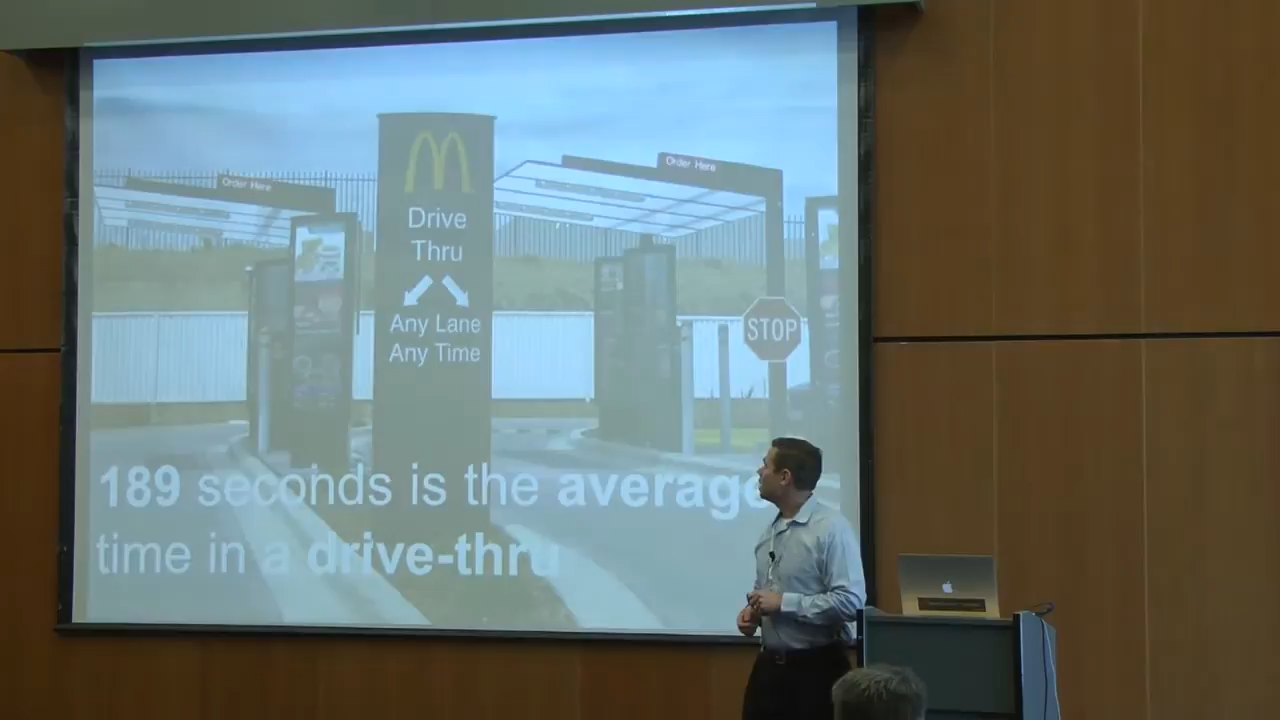 Order Here
Order Here
Drive
Thru
Any Lane
Any Time
STOP
189 seconds is the average
time in a drive-thru